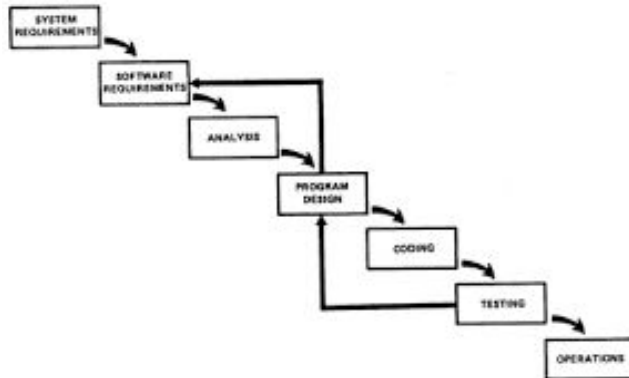 SYSTEM
REQUIREMENTS
SOFTWARE
REQUIREMENTS
ANALYSIS
PROGRAM
DESIGN
CODING
TESTING
OPERATIONS